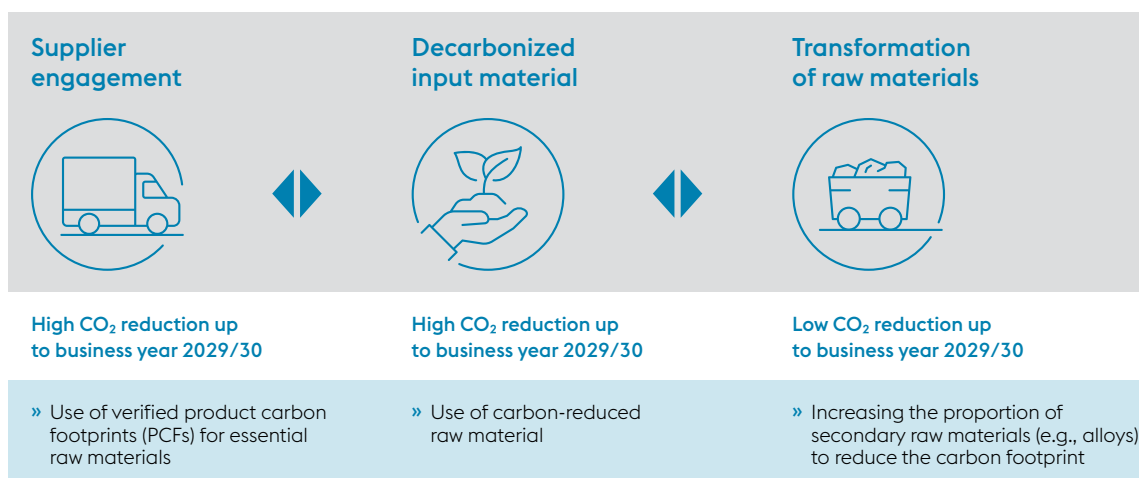 Supplier
engagement
Decarbonized
input material
Transformation
of raw materials
High CO₂ reduction up
to business year 2029/30
High CO₂ reduction up
to business year 2029/30
Low CO₂ reduction up
to business year 2029/30
» Use of verified product carbon
footprints (PCFs) for essential
raw materials
» Use of carbon-reduced
raw material
» Increasing the proportion of
secondary raw materials (e.g., alloys)
to reduce the carbon footprint